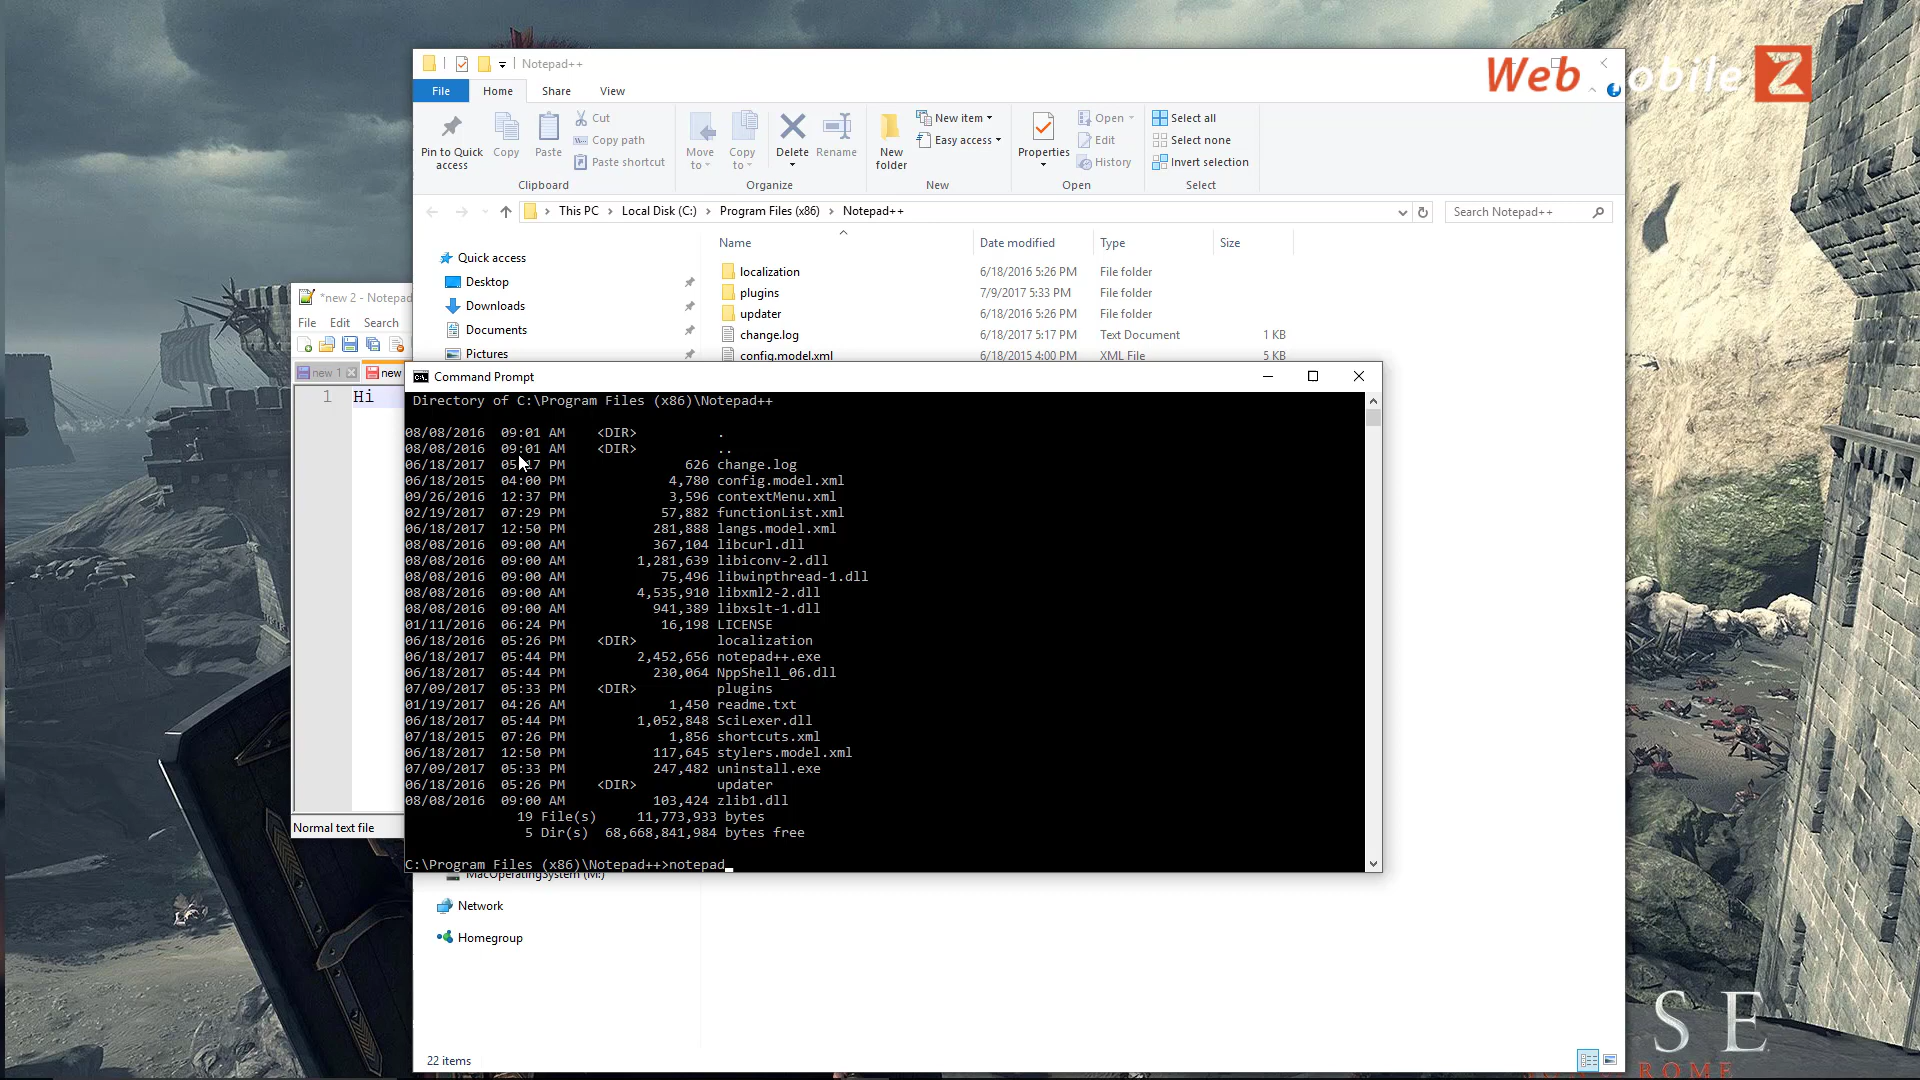 Notepad++
Web Mobile Z
File Home Share View
Pin to Quick access
Copy
Paste
Cut
Copy path
Paste shortcut
Clipboard
Move to
Copy to
Delete
Rename
Organize
New folder
New item
Easy access
New
Properties
Open
Edit
History
Open
Select all
Select none
Invert selection
Select
This PC > Local Disk (C:) > Program Files (x86) > Notepad++
Search Notepad++
Name Date modified Type Size
Quick access
Desktop
Downloads
Documents
Pictures
localization 6/18/2016 5:26 PM File folder
plugins 7/9/2017 5:33 PM File folder
updater 6/18/2016 5:26 PM File folder
change.log 6/18/2017 5:17 PM Text Document 1 KB
config.model.xml 6/18/2015 4:00 PM XML File 5 KB
*new 2 - Notepad
File Edit Search
new 1 new
1 Hi
Normal text file
Command Prompt
Directory of C:\Program Files (x86)\Notepad++
08/08/2016 09:01 AM <DIR> .
08/08/2016 09:01 AM <DIR> ..
06/18/2017 05:17 PM 626 change.log
06/18/2015 04:00 PM 4,780 config.model.xml
09/26/2016 12:37 PM 3,596 contextMenu.xml
02/19/2017 07:29 PM 57,882 functionList.xml
06/18/2017 12:50 PM 281,888 langs.model.xml
08/08/2016 09:00 AM 367,104 libcurl.dll
08/08/2016 09:00 AM 1,281,639 libiconv-2.dll
08/08/2016 09:00 AM 75,496 libwinpthread-1.dll
08/08/2016 09:00 AM 4,535,910 libxml2-2.dll
08/08/2016 09:00 AM 941,389 libxslt-1.dll
01/11/2016 06:24 PM 16,198 LICENSE
06/18/2016 05:26 PM <DIR> localization
06/18/2017 05:44 PM 2,452,656 notepad++.exe
06/18/2017 05:44 PM 230,064 NppShell_06.dll
07/09/2017 05:33 PM <DIR> plugins
01/19/2017 04:26 AM 1,450 readme.txt
06/18/2017 05:44 PM 1,052,848 SciLexer.dll
07/18/2015 07:26 PM 1,856 shortcuts.xml
06/18/2017 12:50 PM 117,645 stylers.model.xml
07/09/2017 05:33 PM 247,482 uninstall.exe
06/18/2016 05:26 PM <DIR> updater
08/08/2016 09:00 AM 103,424 zlib1.dll
19 File(s) 11,773,933 bytes
5 Dir(s) 68,668,841,984 bytes free
C:\Program Files (x86)\Notepad++>notepad_
MacOperatingSystem (M:)
Network
Homegroup
22 items
S E
ROME